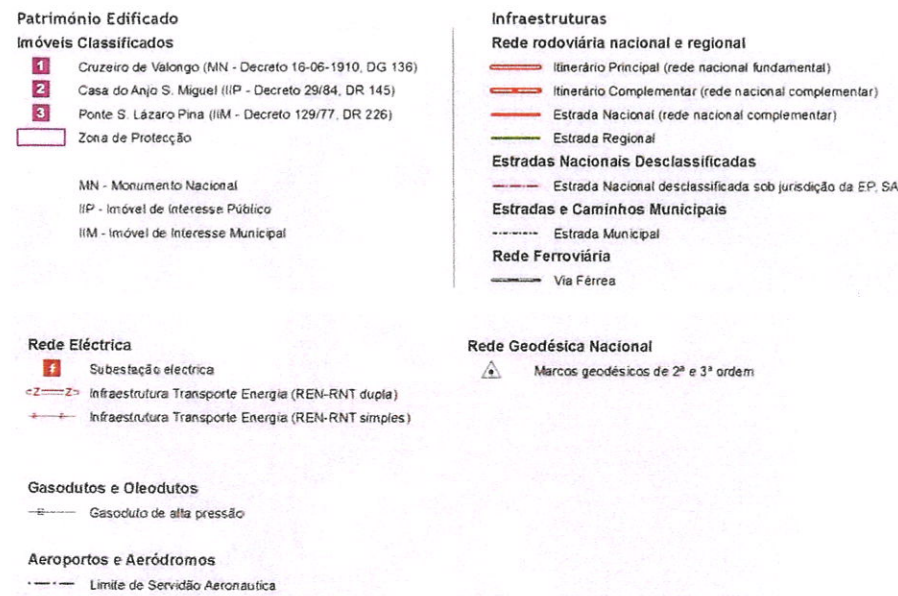 Património Edificado
Imóveis Classificados
1 Cruzeiro de Valongo (MN - Decreto 16-06-1910, DG 136)
2 Casa do Anjo S. Miguel (IIP - Decreto 29/84, DR 145)
3 Ponte S. Lázaro Pina (IIM - Decreto 129/77, DR 226)
Zona de Protecção
MN - Monumento Nacional
IIP - Imóvel de Interesse Público
IIM - Imóvel de Interesse Municipal
Infraestruturas
Rede rodoviária nacional e regional
Itinerário Principal (rede nacional fundamental)
Itinerário Complementar (rede nacional complementar)
Estrada Nacional (rede nacional complementar)
Estrada Regional
Estradas Nacionais Desclassificadas
Estrada Nacional desclassificada sob jurisdição da EP, SA
Estradas e Caminhos Municipais
Estrada Municipal
Rede Ferroviária
Via Férrea
Rede Eléctrica
Subestação electrica
Z Z Infraestrutura Transporte Energia (REN-RNT dupla)
Infraestrutura Transporte Energia (REN-RNT simples)
Rede Geodésica Nacional
Marcos geodésicos de 2ª e 3ª ordem
Gasodutos e Oleodutos
Gasoduto de alta pressão
Aeroportos e Aeródromos
Limite de Servidão Aeronautica